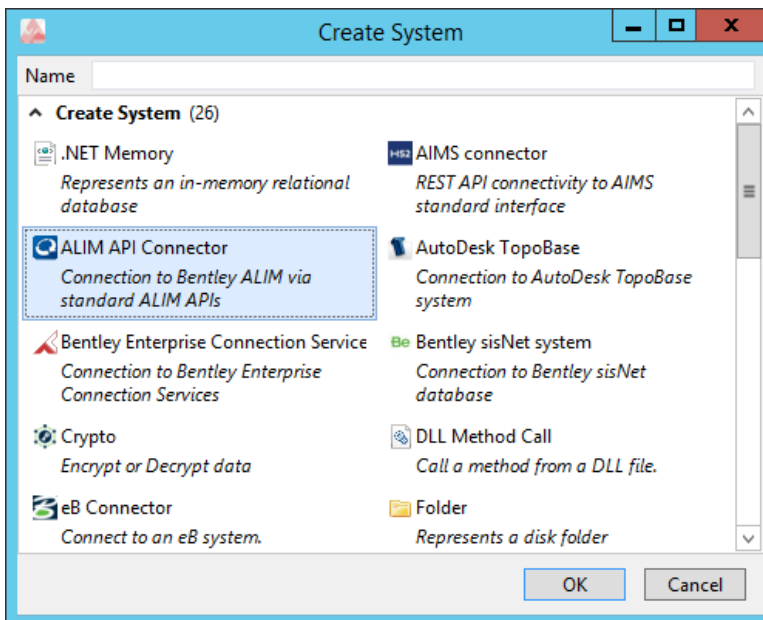 Create System
Name
Create System (26)
.NET Memory
Represents an in-memory relational
database
HS2 AIMS connector
REST API connectivity to AIMS
standard interface
ALIM API Connector
Connection to Bentley ALIM via
standard ALIM APIs
AutoDesk TopoBase
Connection to AutoDesk TopoBase
system
Bentley Enterprise Connection Service
Connection to Bentley Enterprise
Connection Services
Be Bentley sisNet system
Connection to Bentley sisNet
database
Crypto
Encrypt or Decrypt data
DLL Method Call
Call a method from a DLL file.
eB Connector
Connect to an eB system.
Folder
Represents a disk folder
OK
Cancel